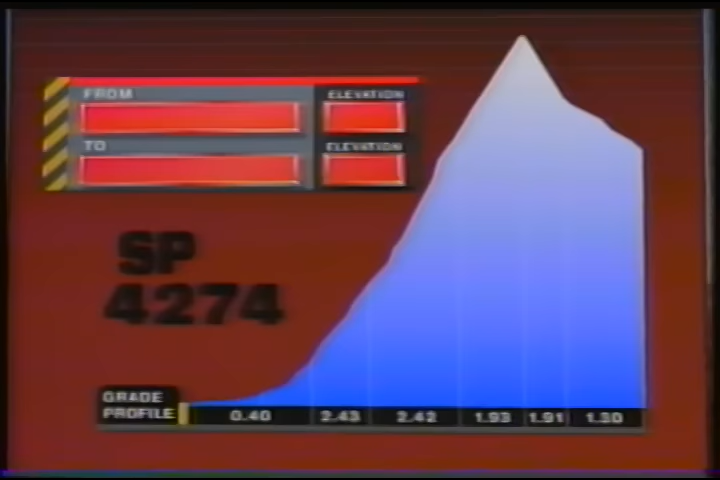 FROM
ELEVATION
TO
ELEVATION
SP
4274
GRADE
PROFILE
0.40 2.43 2.42 1.93 1.91 1.30